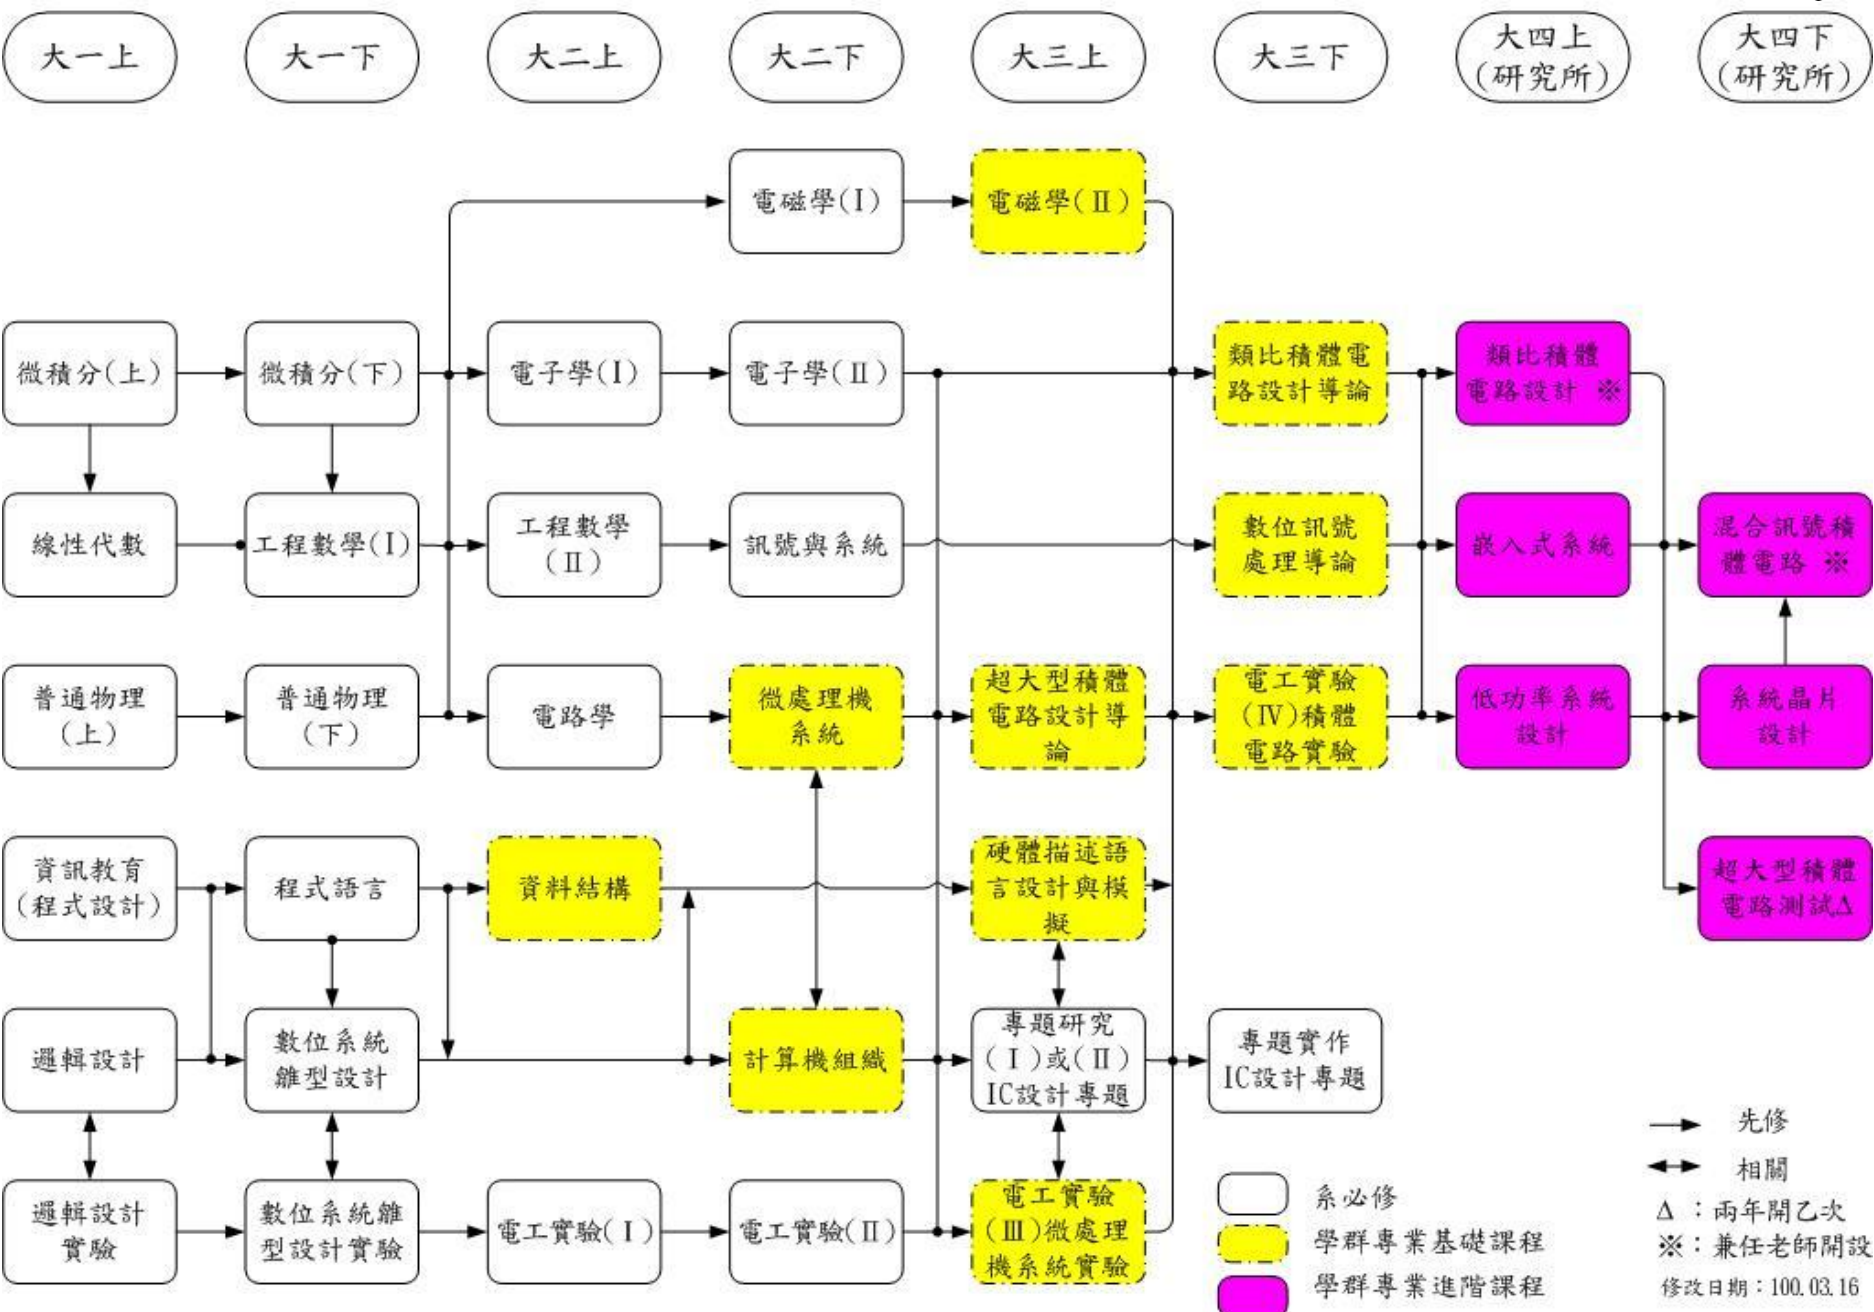 大一上
大一下
大二上
大二下
大三上
大三下
大四上
(研究所)
大四下
(研究所)
電磁學(I)
電磁學(II)
微積分(上)
微積分(下)
電子學(I)
電子學(II)
類比積體電
路設計導論
類比積體
電路設計 ※
線性代數
工程數學(I)
工程數學
(II)
訊號與系統
數位訊號
處理導論
嵌入式系統
混合訊號積
體電路 ※
普通物理
(上)
普通物理
(下)
電路學
微處理機
系統
超大型積體
電路設計導
論
電工實驗
(IV)積體
電路實驗
低功率系統
設計
系統晶片
設計
資訊教育
(程式設計)
程式語言
資料結構
硬體描述語
言設計與模
擬
超大型積體
電路測試Δ
邏輯設計
數位系統
雛型設計
計算機組織
專題研究
(I)或(II)
IC設計專題
專題實作
IC設計專題
邏輯設計
實驗
數位系統雛
型設計實驗
電工實驗(I)
電工實驗(II)
電工實驗
(III)微處理
機系統實驗
系必修
學群專業基礎課程
學群專業進階課程
先修
相關
Δ：兩年開乙次
※：兼任老師開設
修改日期：100.03.16